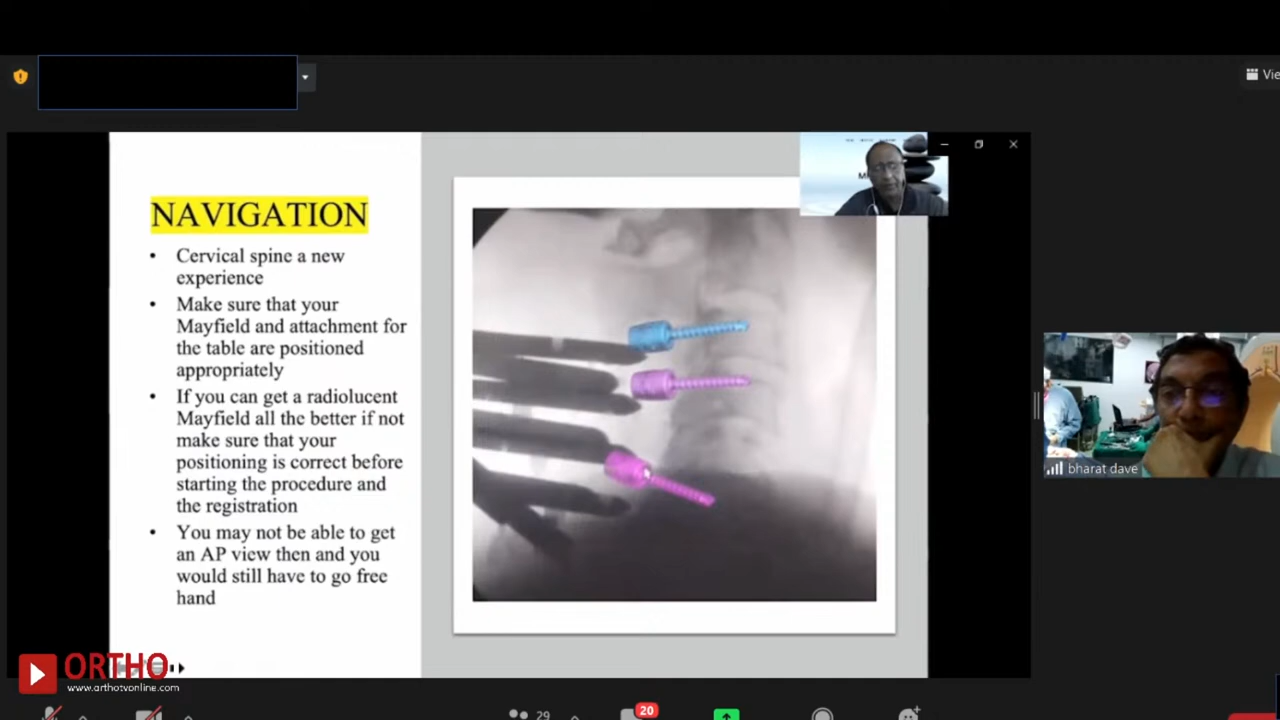 Vie
NAVIGATION
• Cervical spine a new
experience
• Make sure that your
Mayfield and attachment for
the table are positioned
appropriately
• If you can get a radiolucent
Mayfield all the better if not
make sure that your
positioning is correct before
starting the procedure and
the registration
• You may not be able to get
an AP view then and you
would still have to go free
hand
bharat dave
ORTHO
www.orthotvonline.com
29
20